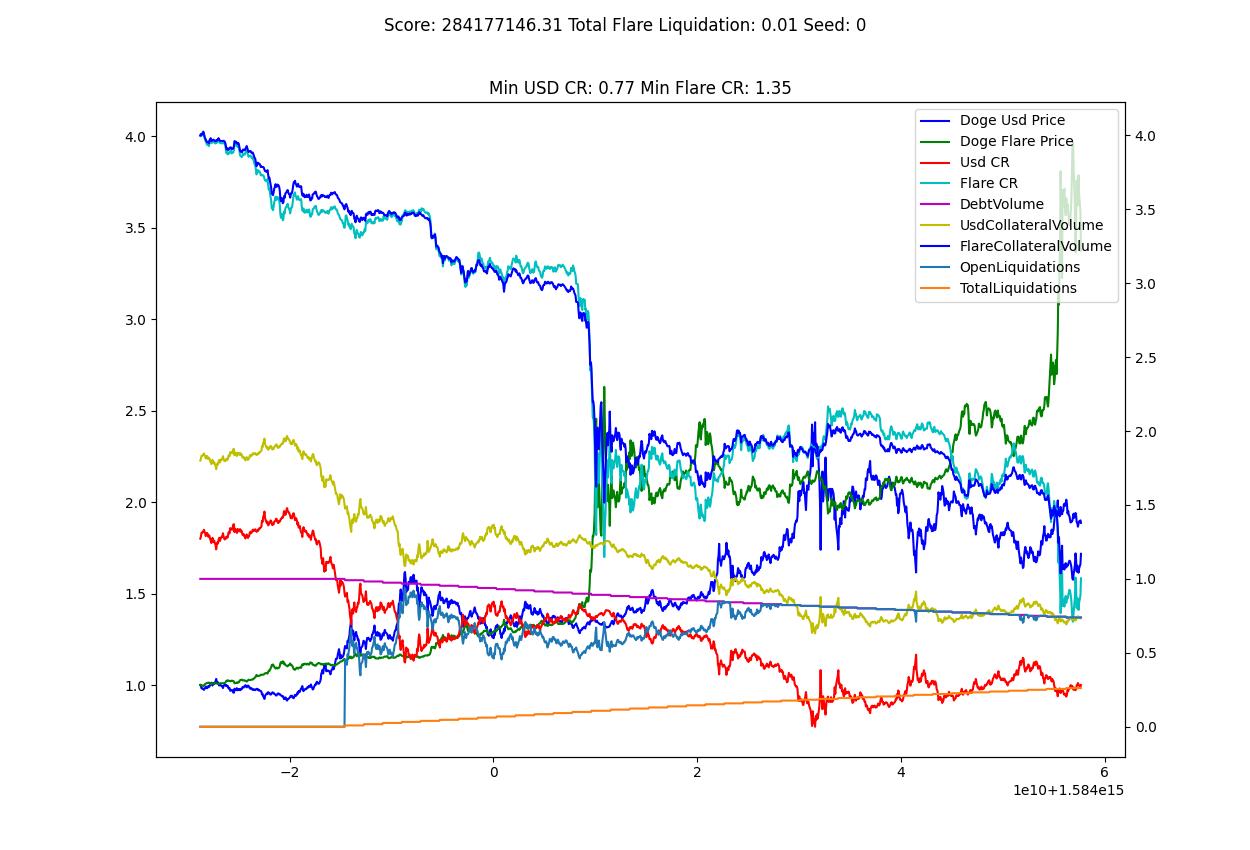 Score: 284177146.31 Total Flare Liquidation: 0.01 Seed: 0
Min USD CR: 0.77 Min Flare CR: 1.35
Doge Usd Price
Doge Flare Price
Usd CR
Flare CR
DebtVolume
UsdCollateralVolume
FlareCollateralVolume
OpenLiquidations
TotalLiquidations
4.0
3.5
3.0
2.5
2.0
1.5
1.0
4.0
3.5
3.0
2.5
2.0
1.5
1.0
0.5
0.0
−2 0 2 4 6
1e10+1.584e15